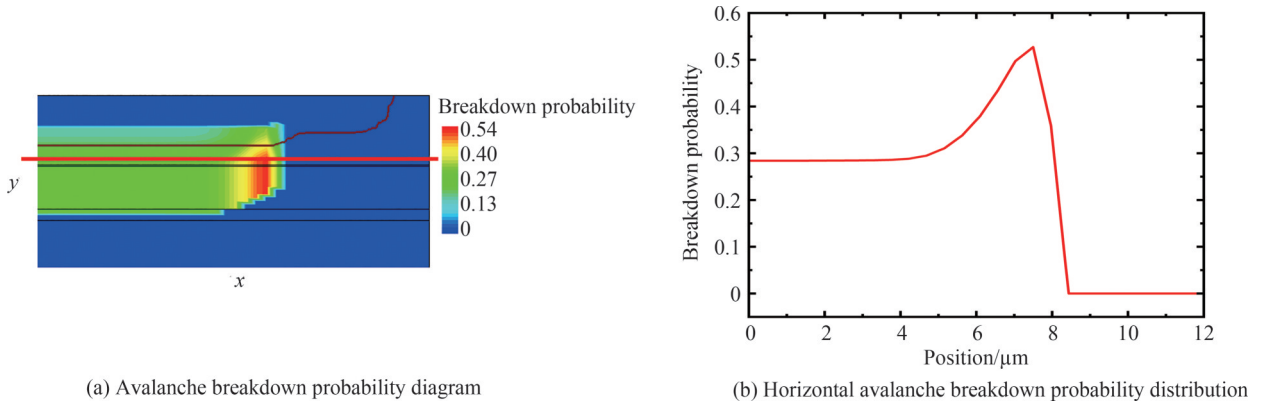 Breakdown probability
0.54
0.40
0.27
0.13
0
y
x
(a) Avalanche breakdown probability diagram
0.6
0.5
0.4
0.3
0.2
0.1
0
Breakdown probability
0 2 4 6 8 10 12
Position/μm
(b) Horizontal avalanche breakdown probability distribution